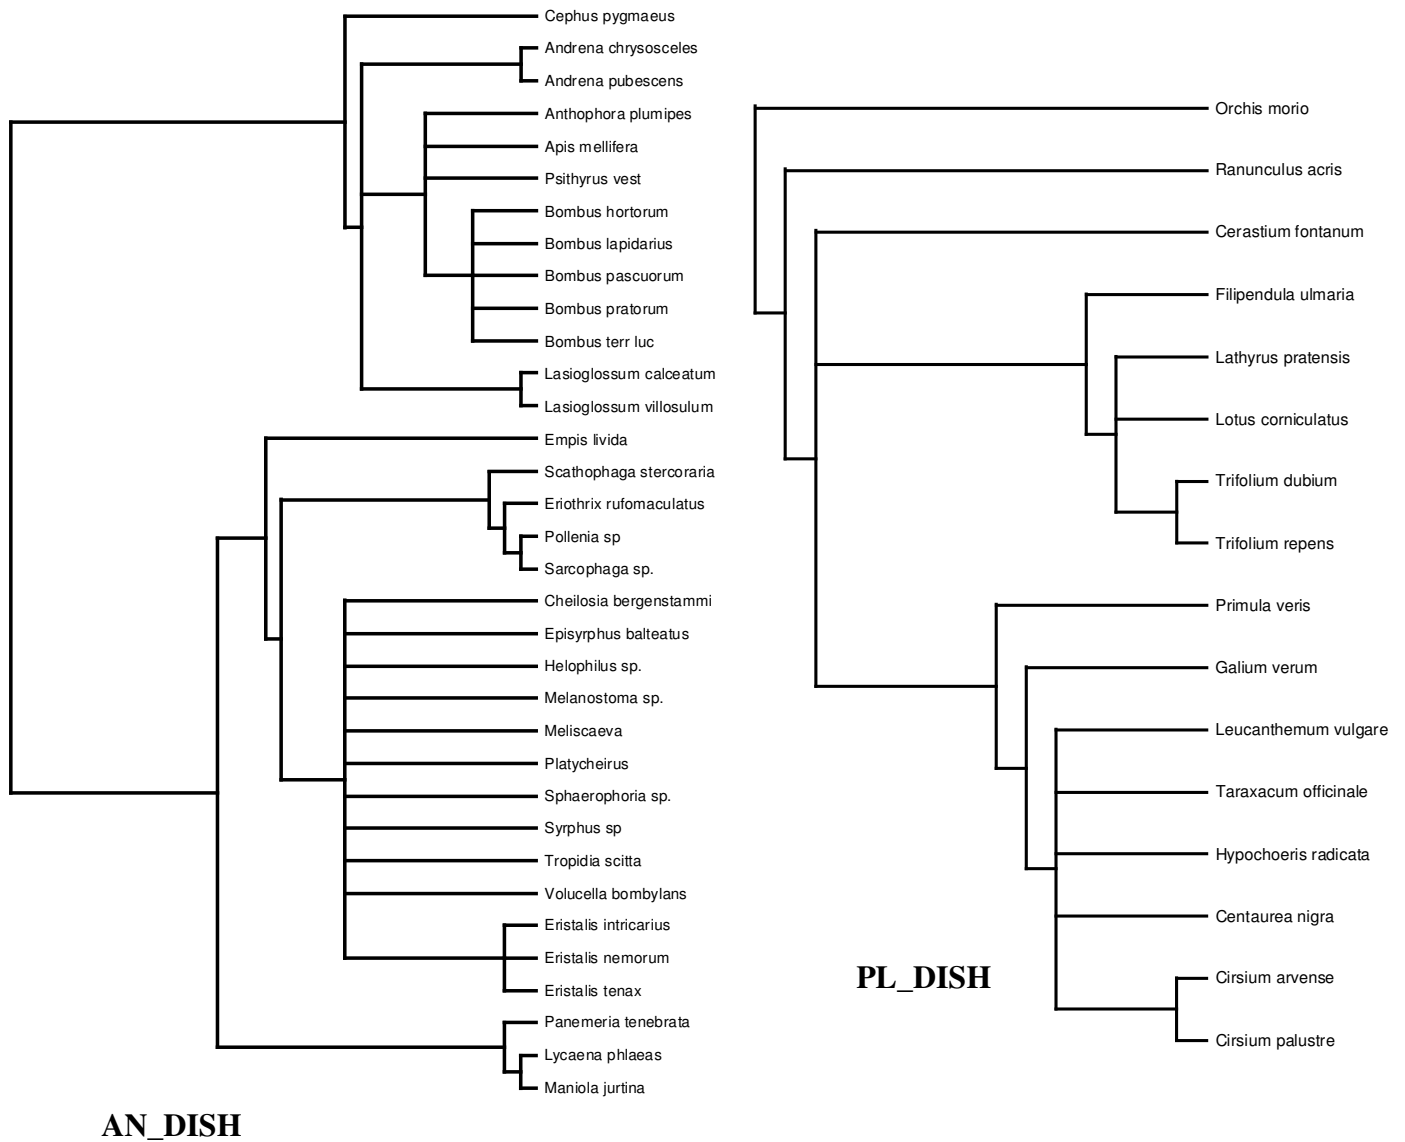 Cephus pygmaeus
Andrena chrysosceles
Andrena pubescens
Anthophora plumipes
Apis mellifera
Psithyrus vest
Bombus hortorum
Bombus lapidarius
Bombus pascuorum
Bombus pratorum
Bombus terr luc
Lasioglossum calceatum
Lasioglossum villosulum
Empis livida
Scathophaga stercoraria
Eriothrix rufomaculatus
Pollenia sp
Sarcophaga sp.
Cheilosia bergenstammi
Episyrphus balteatus
Helophilus sp.
Melanostoma sp.
Meliscaeva
Platycheirus
Sphaerophoria sp.
Syrphus sp
Tropidia scitta
Volucella bombylans
Eristalis intricarius
Eristalis nemorum
Eristalis tenax
Panemeria tenebrata
Lycaena phlaeas
Maniola jurtina
AN_DISH
Orchis morio
Ranunculus acris
Cerastium fontanum
Filipendula ulmaria
Lathyrus pratensis
Lotus corniculatus
Trifolium dubium
Trifolium repens
Primula veris
Galium verum
Leucanthemum vulgare
Taraxacum officinale
Hypochoeris radicata
Centaurea nigra
Cirsium arvense
Cirsium palustre
PL_DISH